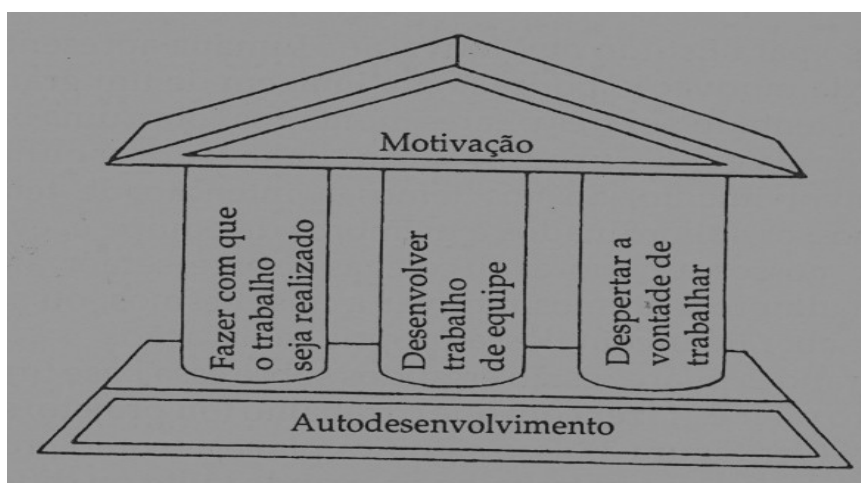 Motivação
Fazer com que
o trabalho
seja realizado
Desenvolver
trabalho
de equipe
Despertar a
vontade de
trabalhar
Autodesenvolvimento